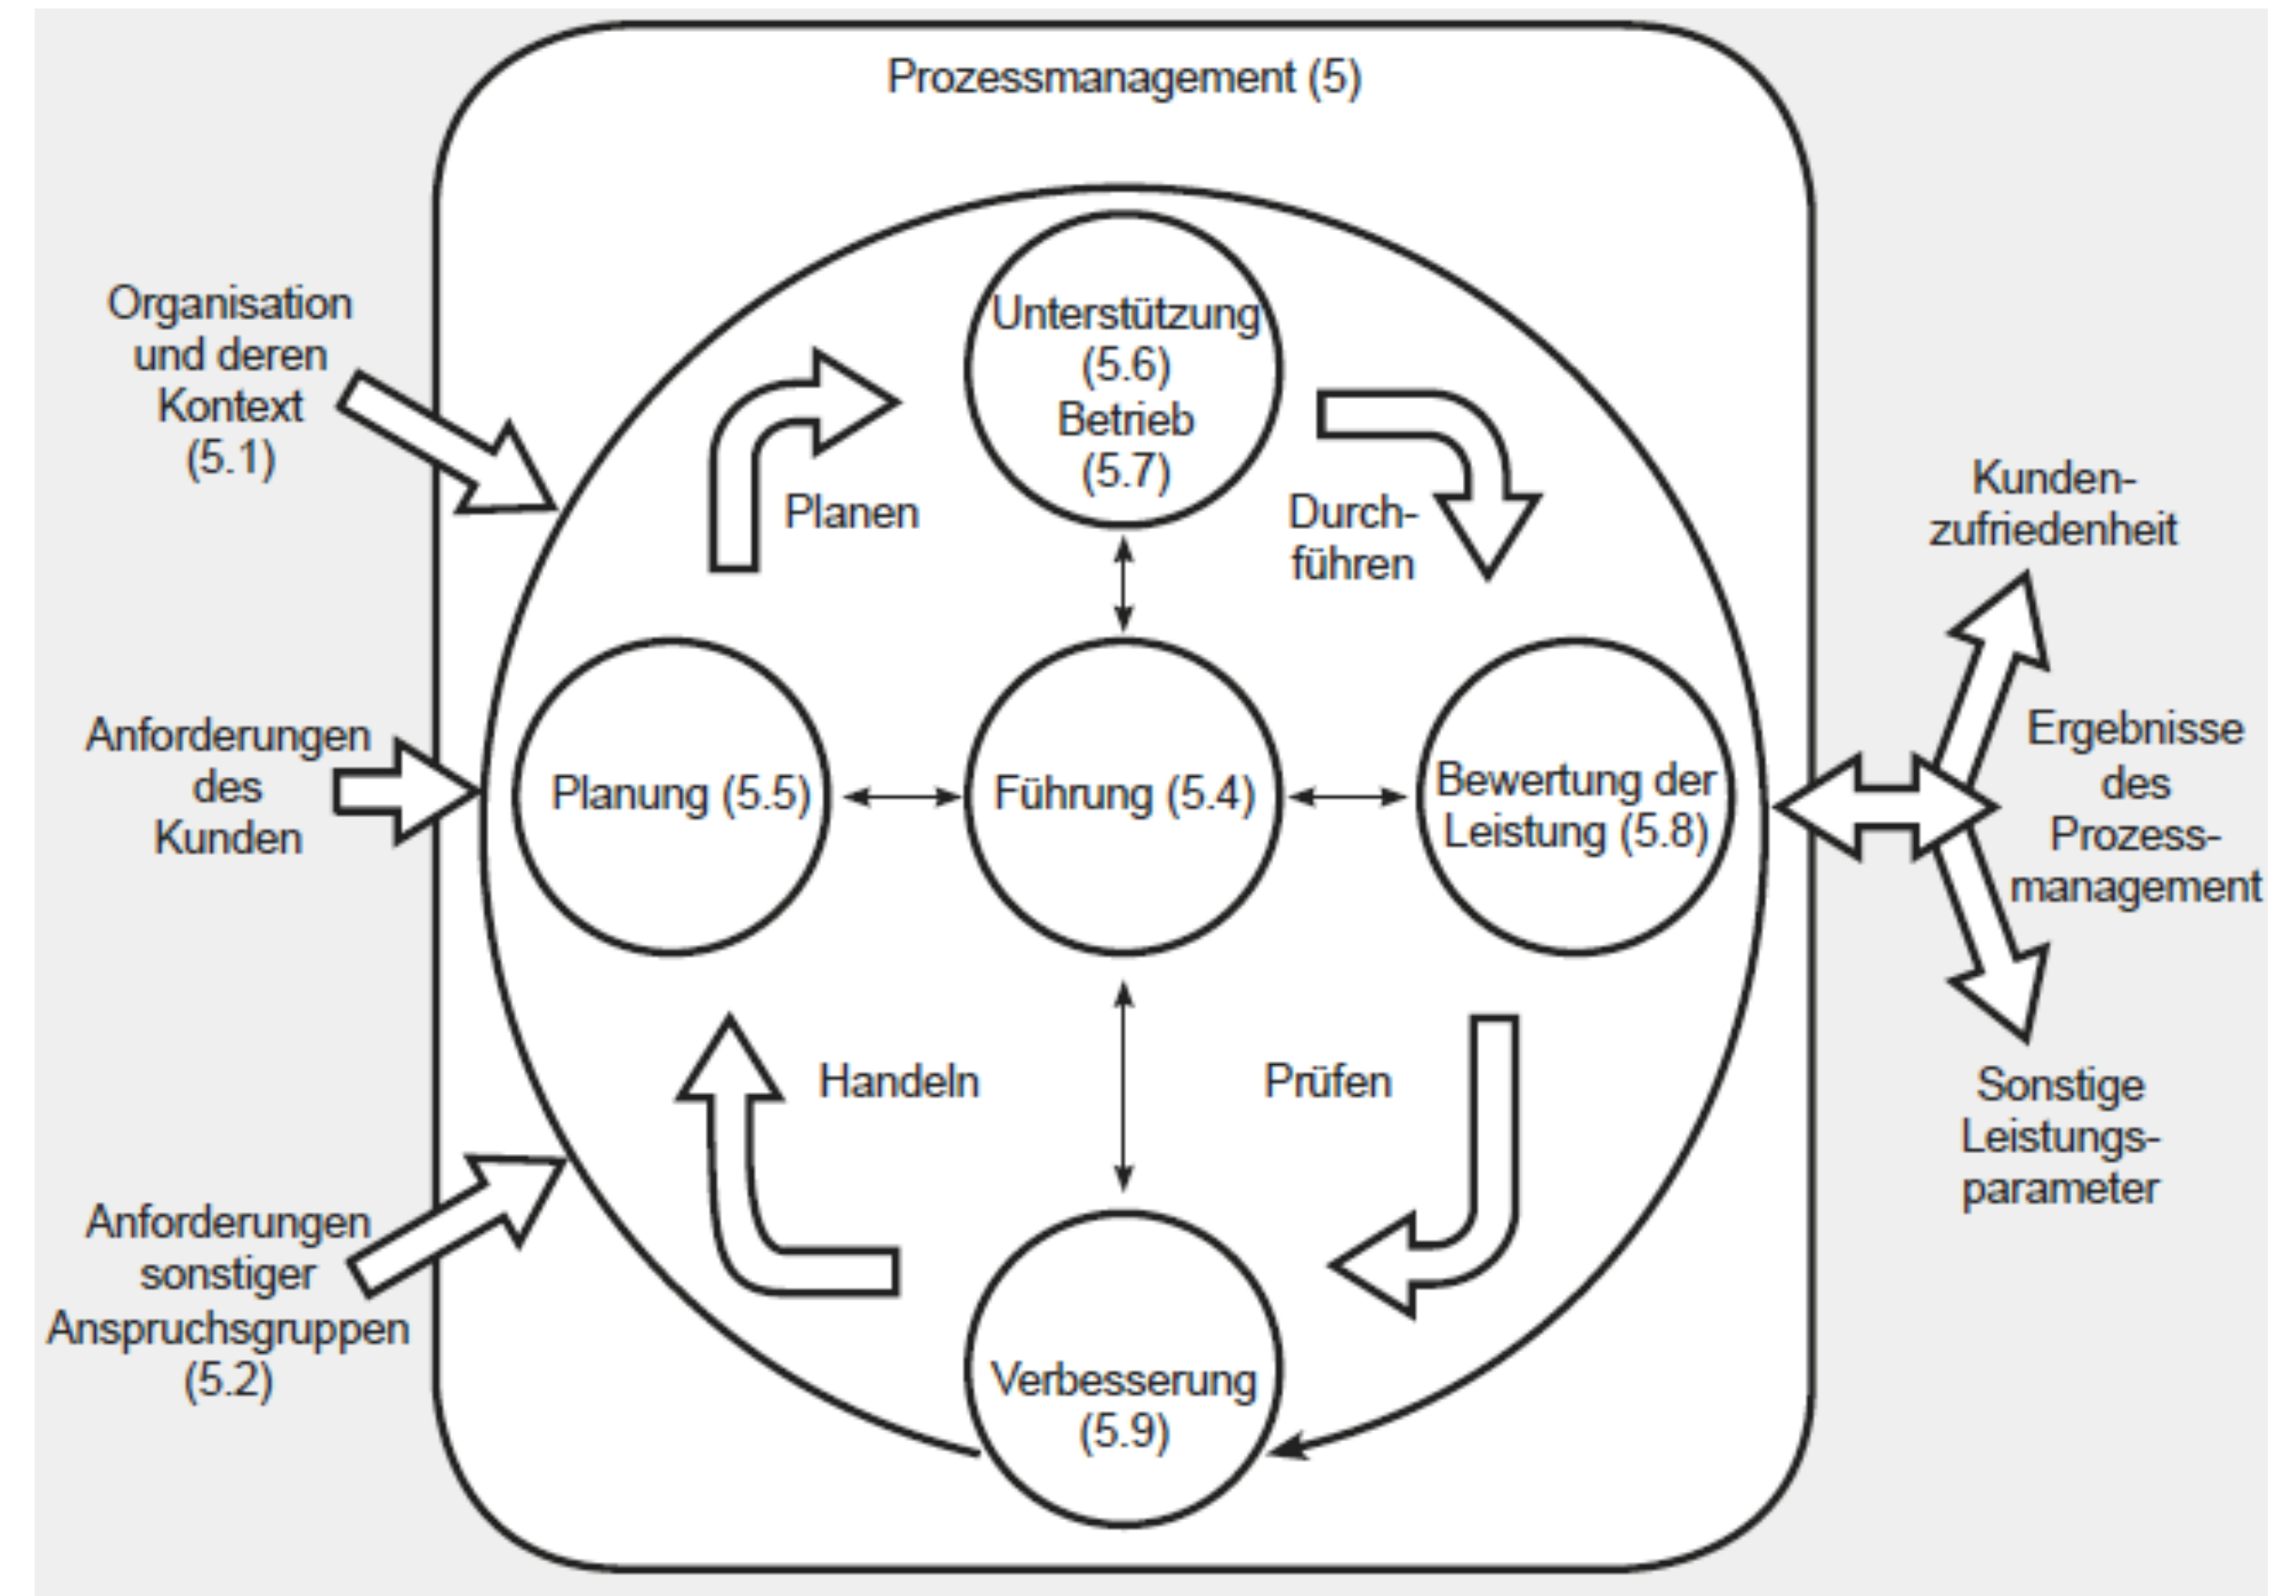 Prozessmanagement (5)
Organisation
und deren
Kontext
(5.1)
Anforderungen
des
Kunden
Anforderungen
sonstiger
Anspruchsgruppen
(5.2)
Unterstützung
(5.6)
Betrieb
(5.7)
Planen
Durch-
führen
Planung (5.5)
Führung (5.4)
Bewertung der
Leistung (5.8)
Handeln
Prüfen
Verbesserung
(5.9)
Kunden-
zufriedenheit
Ergebnisse
des
Prozess-
management
Sonstige
Leistungs-
parameter